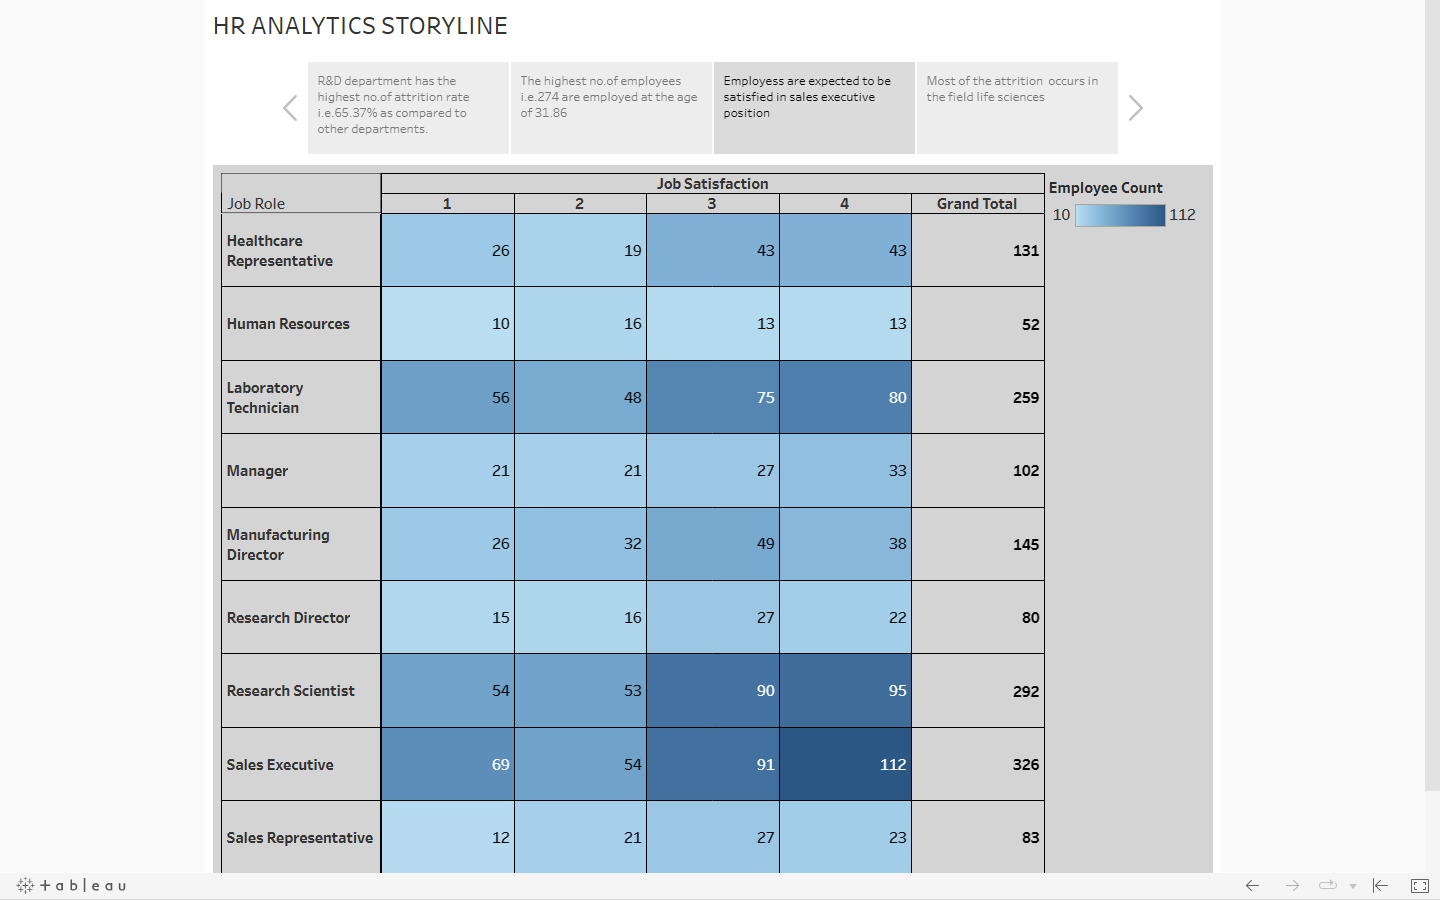 HR ANALYTICS STORYLINE
R&D department has the
highest no.of attrition rate
i.e.65.37% as compared to
other departments.
The highest no.of employees
i.e.274 are employed at the age
of 31.86
Employess are expected to be
satisfied in sales executive
position
Most of the attrition occurs in
the field life sciences
Job Satisfaction
Job Role 1 2 3 4 Grand Total
Employee Count
10 112
Healthcare
Representative
26 19 43 43 131
Human Resources 10 16 13 13 52
Laboratory
Technician
56 48 75 80 259
Manager 21 21 27 33 102
Manufacturing
Director
26 32 49 38 145
Research Director 15 16 27 22 80
Research Scientist 54 53 90 95 292
Sales Executive 69 54 91 112 326
Sales Representative 12 21 27 23 83
+ableau